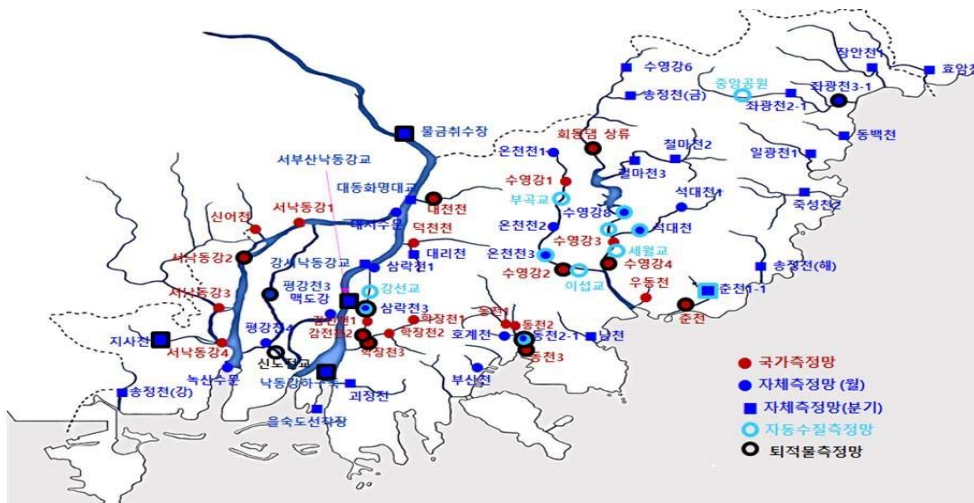 장안천1
수영강6
중앙공원
효암천
좌광천3-1
송정천(금)
좌광천2-1
물금취수장
회동댐 상류
동백천
온천천1
철마천2
일광천1
서부산낙동강교
철마천3
대동화명대교
수영강1
석대천1
부곡교
대천천
죽성천2
서낙동강1
수영강8
신어천
대저수문
덕천천
온천천2
석대천
수영강3
서낙동강2
강서낙동강교
대리천
온천천3
세월교
삼락천1
수영강2
수영강4
송정천(해)
이섭교
평강천3
강선교
우동천
춘천1-1
서낙동강3
맥도강
삼락천3
춘천
학장천1
동천1
평강천4
감전천2
학장천2
동천2
지사천
호계천
동천2-1
남천
서낙동강4
신노전교
학장천3
동천3
녹산수문
낙동강하구둑
부산천
송정천(강)
괴정천
을숙도선착장
국가측정망
자체측정망 (월)
자체측정망(분기)
자동수질측정망
퇴적물측정망